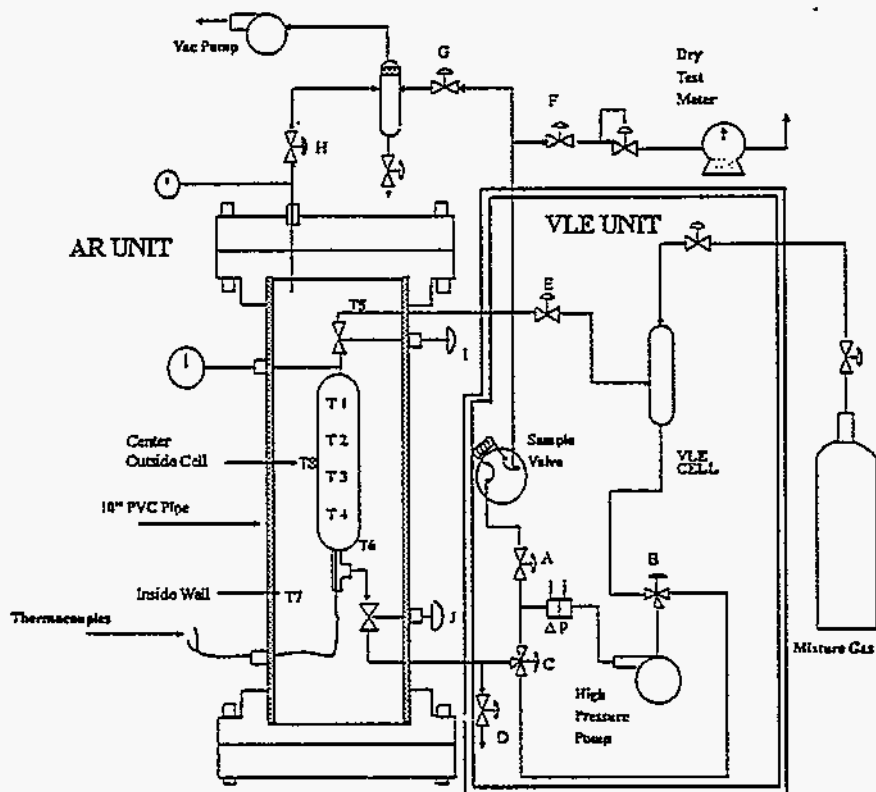 Vac Pump
G
Dry
Test
Meter
F
H
AR UNIT
VLE UNIT
E
T5
I
T1
T2
T3
T4
Center
Outside Cell
T8
Sample
Valve
VLE
CELL
10" PVC Pipe
T6
A
B
Inside Wall
T7
J
ΔP
Thermocouples
C
Mixture Gas
High
Pressure
Pump
D